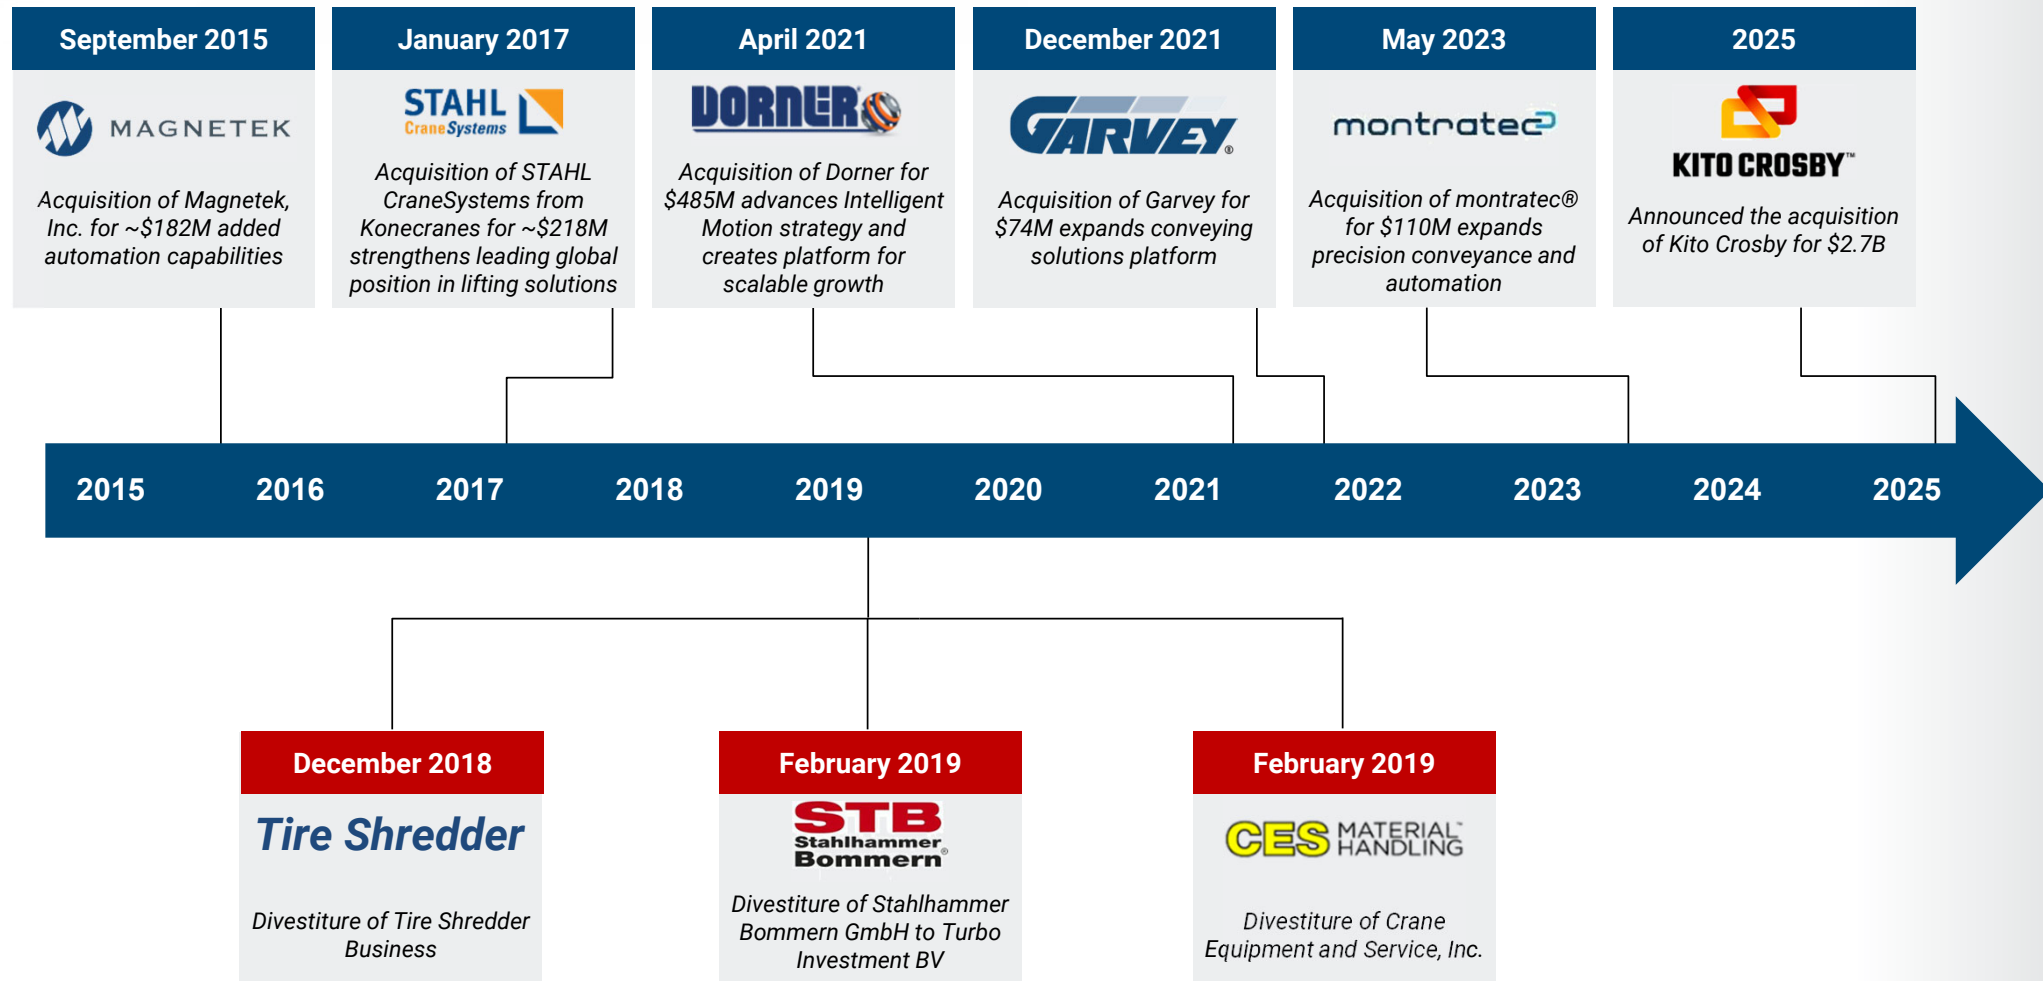 September 2015
MAGNETEK
Acquisition of Magnetek,
Inc. for ~$182M added
automation capabilities
January 2017
STAHL
CraneSystems
Acquisition of STAHL
CraneSystems from
Konecranes for ~$218M
strengthens leading global
position in lifting solutions
April 2021
DORNER®
Acquisition of Dorner for
$485M advances Intelligent
Motion strategy and
creates platform for
scalable growth
December 2021
GARVEY®
Acquisition of Garvey for
$74M expands conveying
solutions platform
May 2023
montratec
Acquisition of montratec®
for $110M expands
precision conveyance and
automation
2025
KITO CROSBY™
Announced the acquisition
of Kito Crosby for $2.7B
2015 2016 2017 2018 2019 2020 2021 2022 2023 2024 2025
December 2018
Tire Shredder
Divestiture of Tire Shredder
Business
February 2019
STB
Stahlhammer
Bommern®
Divestiture of Stahlhammer
Bommern GmbH to Turbo
Investment BV
February 2019
CES MATERIAL™
HANDLING
Divestiture of Crane
Equipment and Service, Inc.